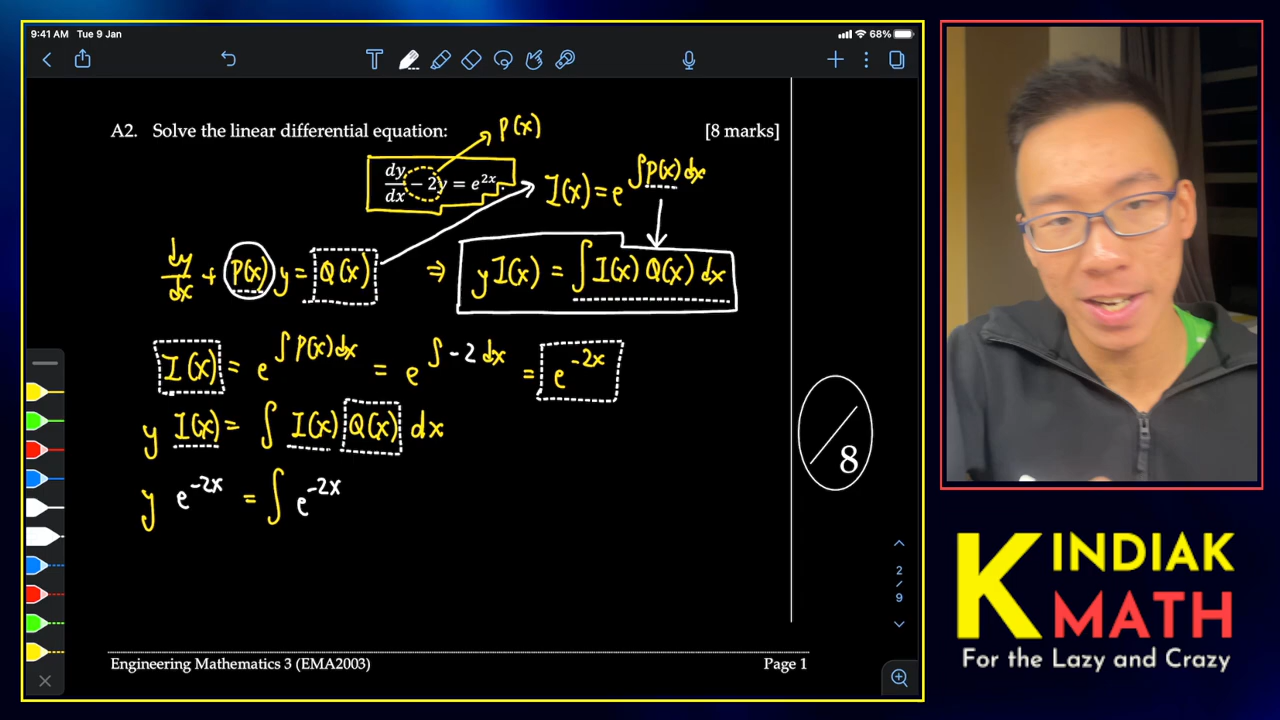 9:41 AM Tue 9 Jan 68%
A2. Solve the linear differential equation: [8 marks]
P(x)
dy/dx − 2y = e^{2x}.
I(x) = e^{∫P(x) dx}
dy/dx + P(x) y = Q(x) ⇒ y I(x) = ∫ I(x) Q(x) dx
I(x) = e^{∫ P(x) dx} = e^{∫ -2 dx} = e^{-2x}
y I(x) = ∫ I(x) Q(x) dx
y e^{-2x} = ∫ e^{-2x}
/8
2/9
Engineering Mathematics 3 (EMA2003) Page 1
KINDIAK
MATH
For the Lazy and Crazy